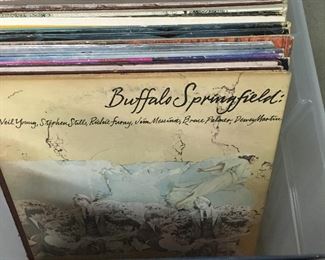 Buffalo Springfield:
Neil Young, Stephen Stills, Richie Furay, Jim Messina, Bruce Palmer, Dewey Martin